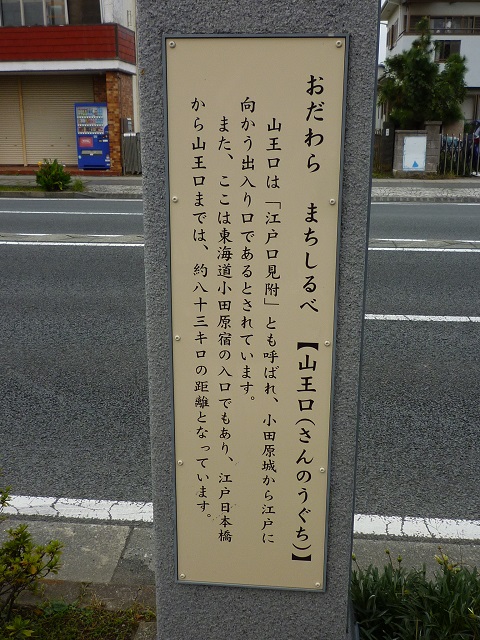 おだわら　まちしるべ　【山王口(さんのうぐち)】
山王口は「江戸口見附」とも呼ばれ、小田原城から江戸に
向かう出入り口であるとされています。
また、ここは東海道小田原宿の入口でもあり、江戸日本橋
から山王口までは、約八十三キロの距離となっています。